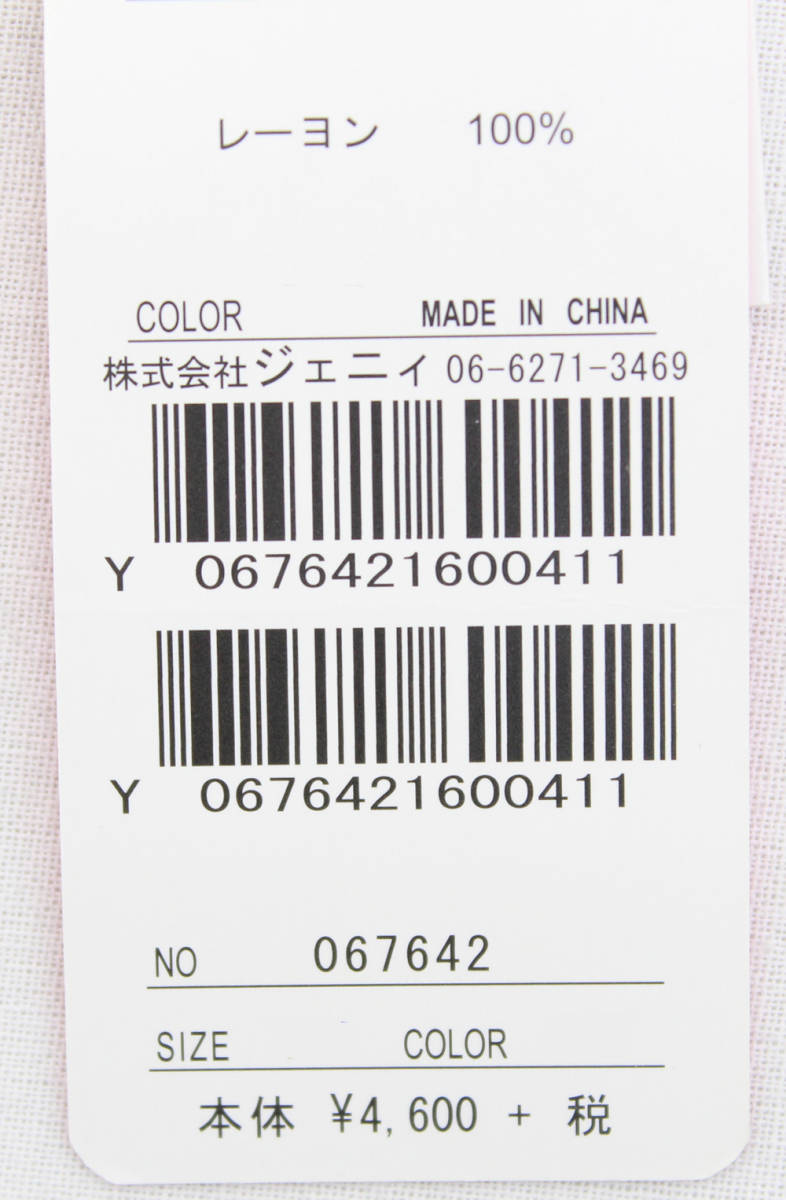 レーヨン 100%
COLOR MADE IN CHINA
株式会社ジェニィ 06-6271-3469
Y 0676421600411
Y 0676421600411
NO 067642
SIZE COLOR
本体 ¥4,600 + 税